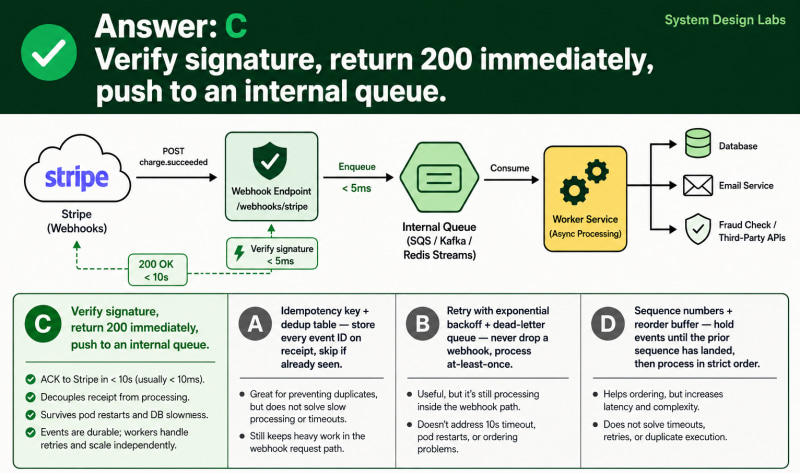 Answer: C
System Design Labs
Verify signature, return 200 immediately,
push to an internal queue.
stripe
Stripe
(Webhooks)
POST
charge.succeeded
Webhook Endpoint
/webhooks/stripe
Verify signature
< 5ms
200 OK
< 10s
Enqueue
< 5ms
Internal Queue
(SQS / Kafka /
Redis Streams)
Consume
Worker Service
(Async Processing)
Database
Email Service
Fraud Check /
Third-Party APIs
C
Verify signature,
return 200 immediately,
push to an internal queue.
ACK to Stripe in < 10s (usually < 10ms).
Decouples receipt from processing.
Survives pod restarts and DB slowness.
Events are durable; workers handle
retries and scale independently.
A
Idempotency key +
dedup table — store
every event ID on
receipt, skip if
already seen.
Great for preventing duplicates,
but does not solve slow
processing or timeouts.
Still keeps heavy work in the
webhook request path.
B
Retry with exponential
backoff + dead-letter
queue — never drop a
webhook, process
at-least-once.
Useful, but it's still processing
inside the webhook path.
Doesn't address 10s timeout,
pod restarts, or ordering
problems.
D
Sequence numbers +
reorder buffer — hold
events until the prior
sequence has landed,
then process in strict order.
Helps ordering, but increases
latency and complexity.
Does not solve timeouts,
retries, or duplicate execution.